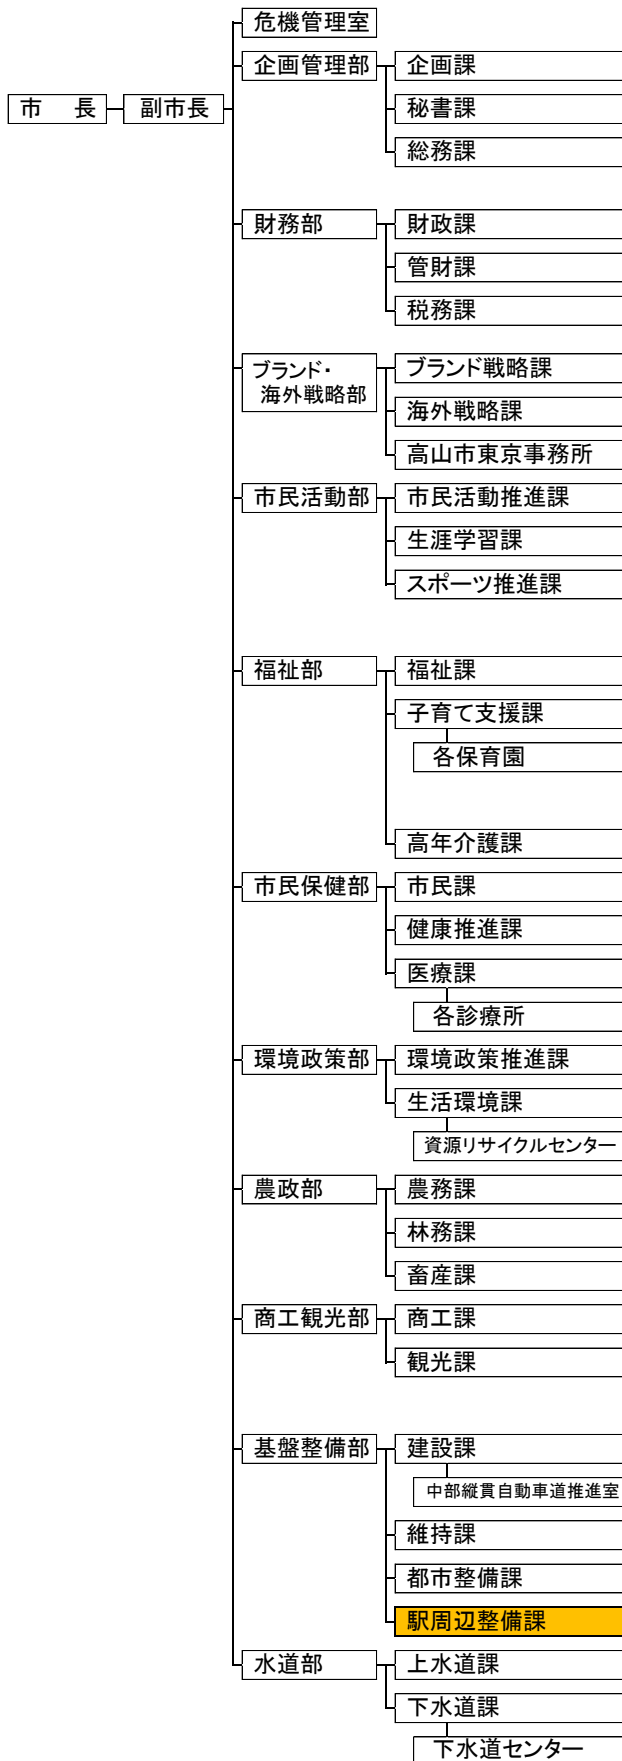 危機管理室
企画管理部 企画課
市 長 副市長 秘書課
総務課
財務部 財政課
管財課
税務課
ブランド・
海外戦略部
ブランド戦略課
海外戦略課
高山市東京事務所
市民活動部 市民活動推進課
生涯学習課
スポーツ推進課
福祉部 福祉課
子育て支援課
各保育園
高年介護課
市民保健部 市民課
健康推進課
医療課
各診療所
環境政策部 環境政策推進課
生活環境課
資源リサイクルセンター
農政部 農務課
林務課
畜産課
商工観光部 商工課
観光課
基盤整備部 建設課
中部縦貫自動車道推進室
維持課
都市整備課
駅周辺整備課
水道部 上水道課
下水道課
下水道センター